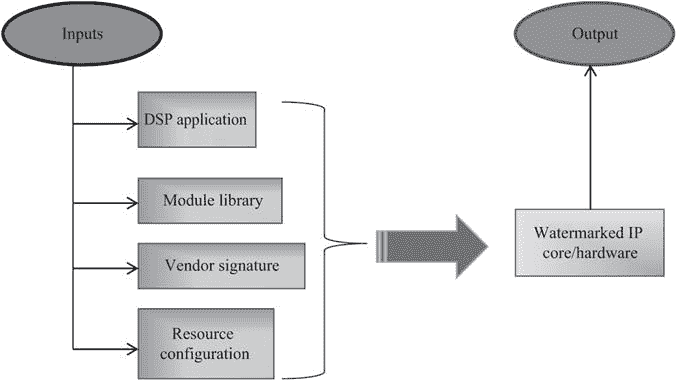 Inputs
Output
DSP application
Module library
Vendor signature
Resource
configuration
Watermarked IP
core/hardware